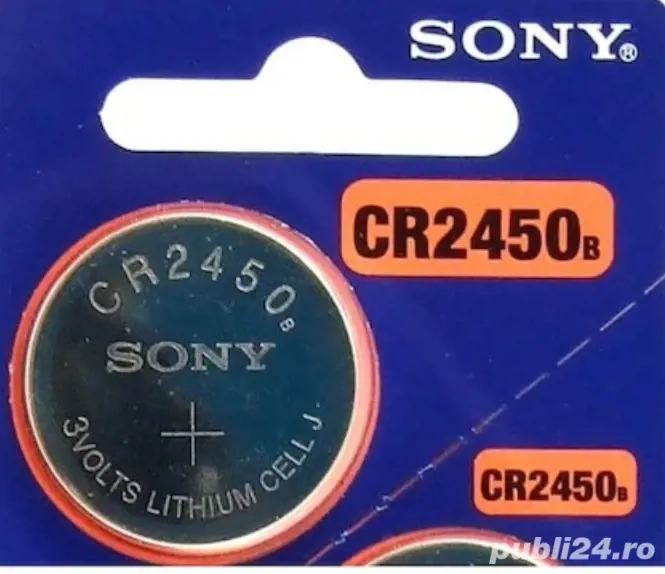 SONY®
CR2450B
CR2450B
SONY
+
3VOLTS LITHIUM CELL J
CR2450B
publi24.ro